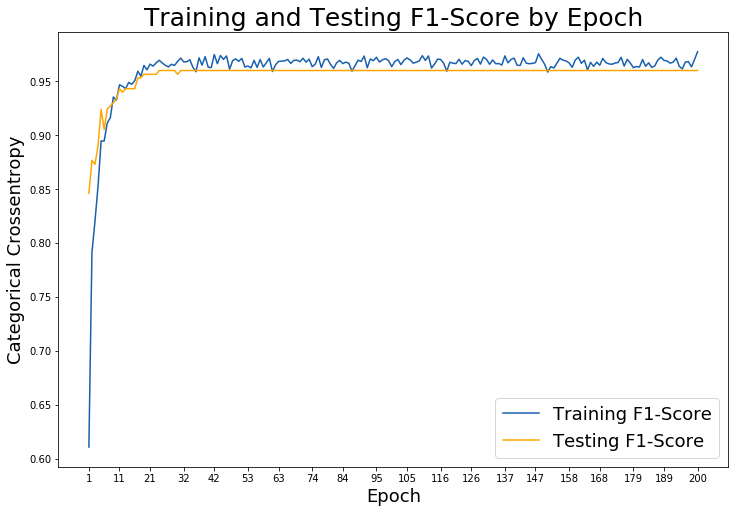 Training and Testing F1-Score by Epoch
Categorical Crossentropy
0.95
0.90
0.85
0.80
0.75
0.70
0.65
0.60
Training F1-Score
Testing F1-Score
1 11 21 32 42 53 63 74 84 95 105 116 126 137 147 158 168 179 189 200
Epoch